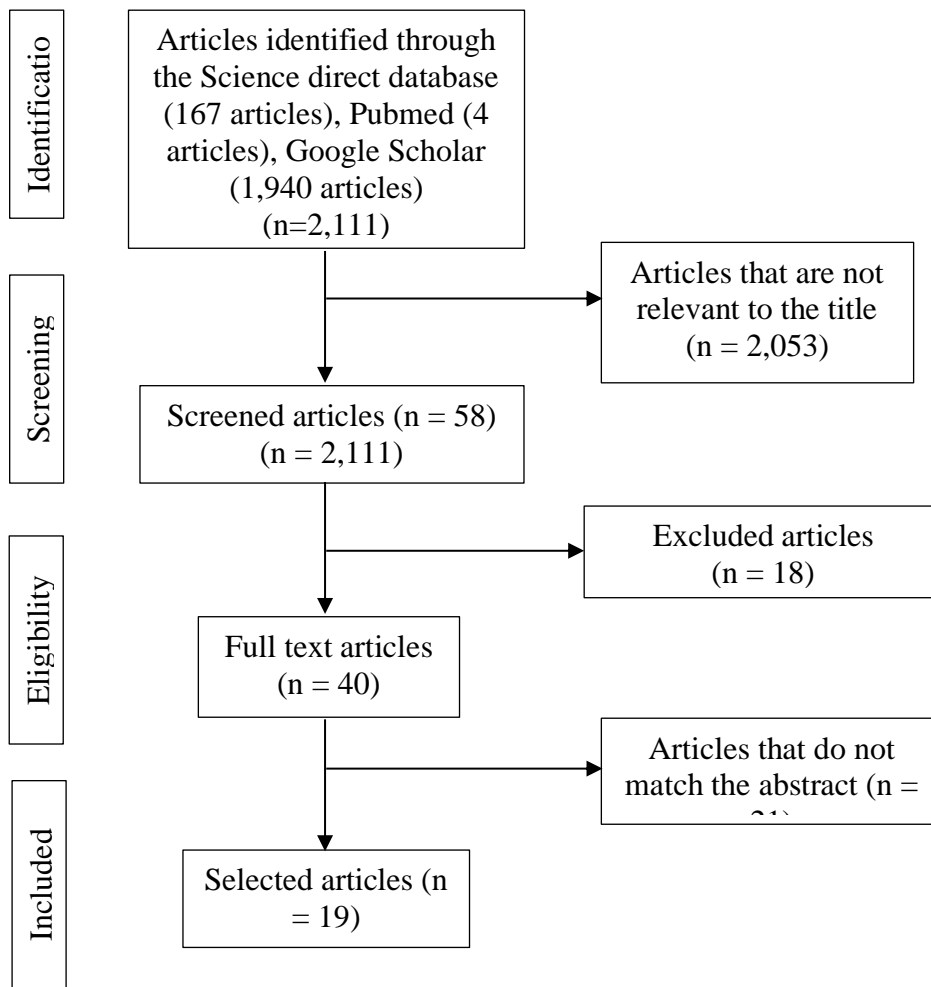 Identificatio
Articles identified through
the Science direct database
(167 articles), Pubmed (4
articles), Google Scholar
(1,940 articles)
(n=2,111)
Articles that are not
relevant to the title
(n = 2,053)
Screening
Screened articles (n = 58)
(n = 2,111)
Excluded articles
(n = 18)
Eligibility
Full text articles
(n = 40)
Articles that do not
match the abstract (n =
21)
Included
Selected articles (n
= 19)